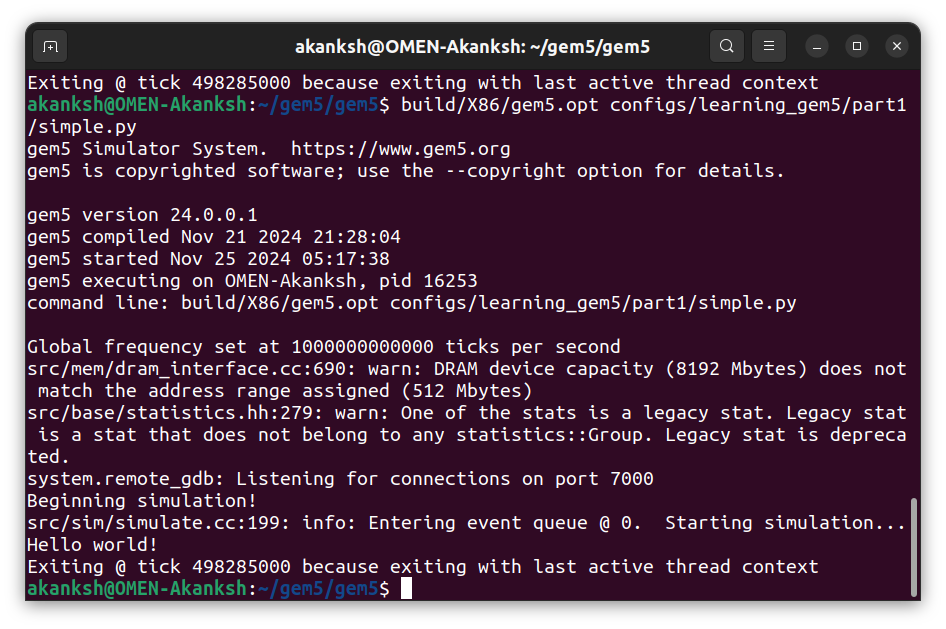 akanksh@OMEN-Akanksh: ~/gem5/gem5
Exiting @ tick 498285000 because exiting with last active thread context
akanksh@OMEN-Akanksh:~/gem5/gem5$ build/X86/gem5.opt configs/learning_gem5/part1
/simple.py
gem5 Simulator System.  https://www.gem5.org
gem5 is copyrighted software; use the --copyright option for details.

gem5 version 24.0.0.1
gem5 compiled Nov 21 2024 21:28:04
gem5 started Nov 25 2024 05:17:38
gem5 executing on OMEN-Akanksh, pid 16253
command line: build/X86/gem5.opt configs/learning_gem5/part1/simple.py

Global frequency set at 1000000000000 ticks per second
src/mem/dram_interface.cc:690: warn: DRAM device capacity (8192 Mbytes) does not
 match the address range assigned (512 Mbytes)
src/base/statistics.hh:279: warn: One of the stats is a legacy stat. Legacy stat
 is a stat that does not belong to any statistics::Group. Legacy stat is depreca
ted.
system.remote_gdb: Listening for connections on port 7000
Beginning simulation!
src/sim/simulate.cc:199: info: Entering event queue @ 0.  Starting simulation...
Hello world!
Exiting @ tick 498285000 because exiting with last active thread context
akanksh@OMEN-Akanksh:~/gem5/gem5$